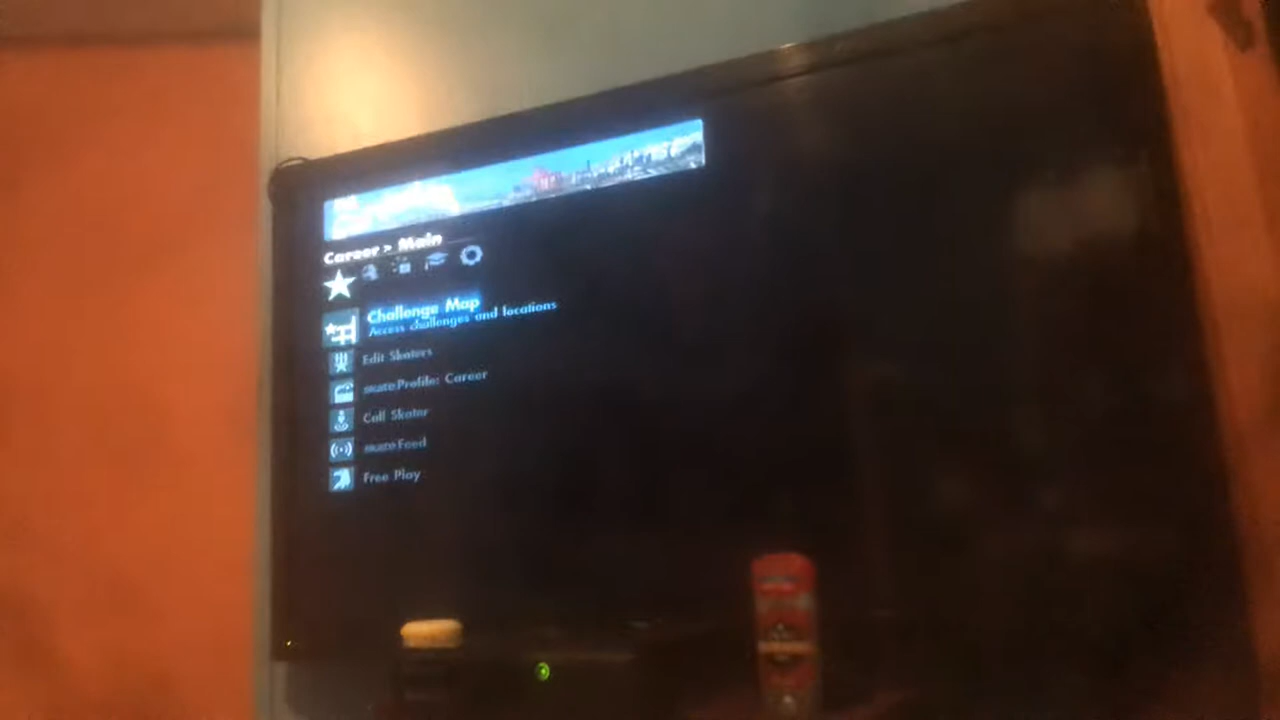 Career > Main
Challenge Map
Access challenges and locations
Edit Skaters
skate.Profile: Career
Call Skater
skate.Feed
Free Play